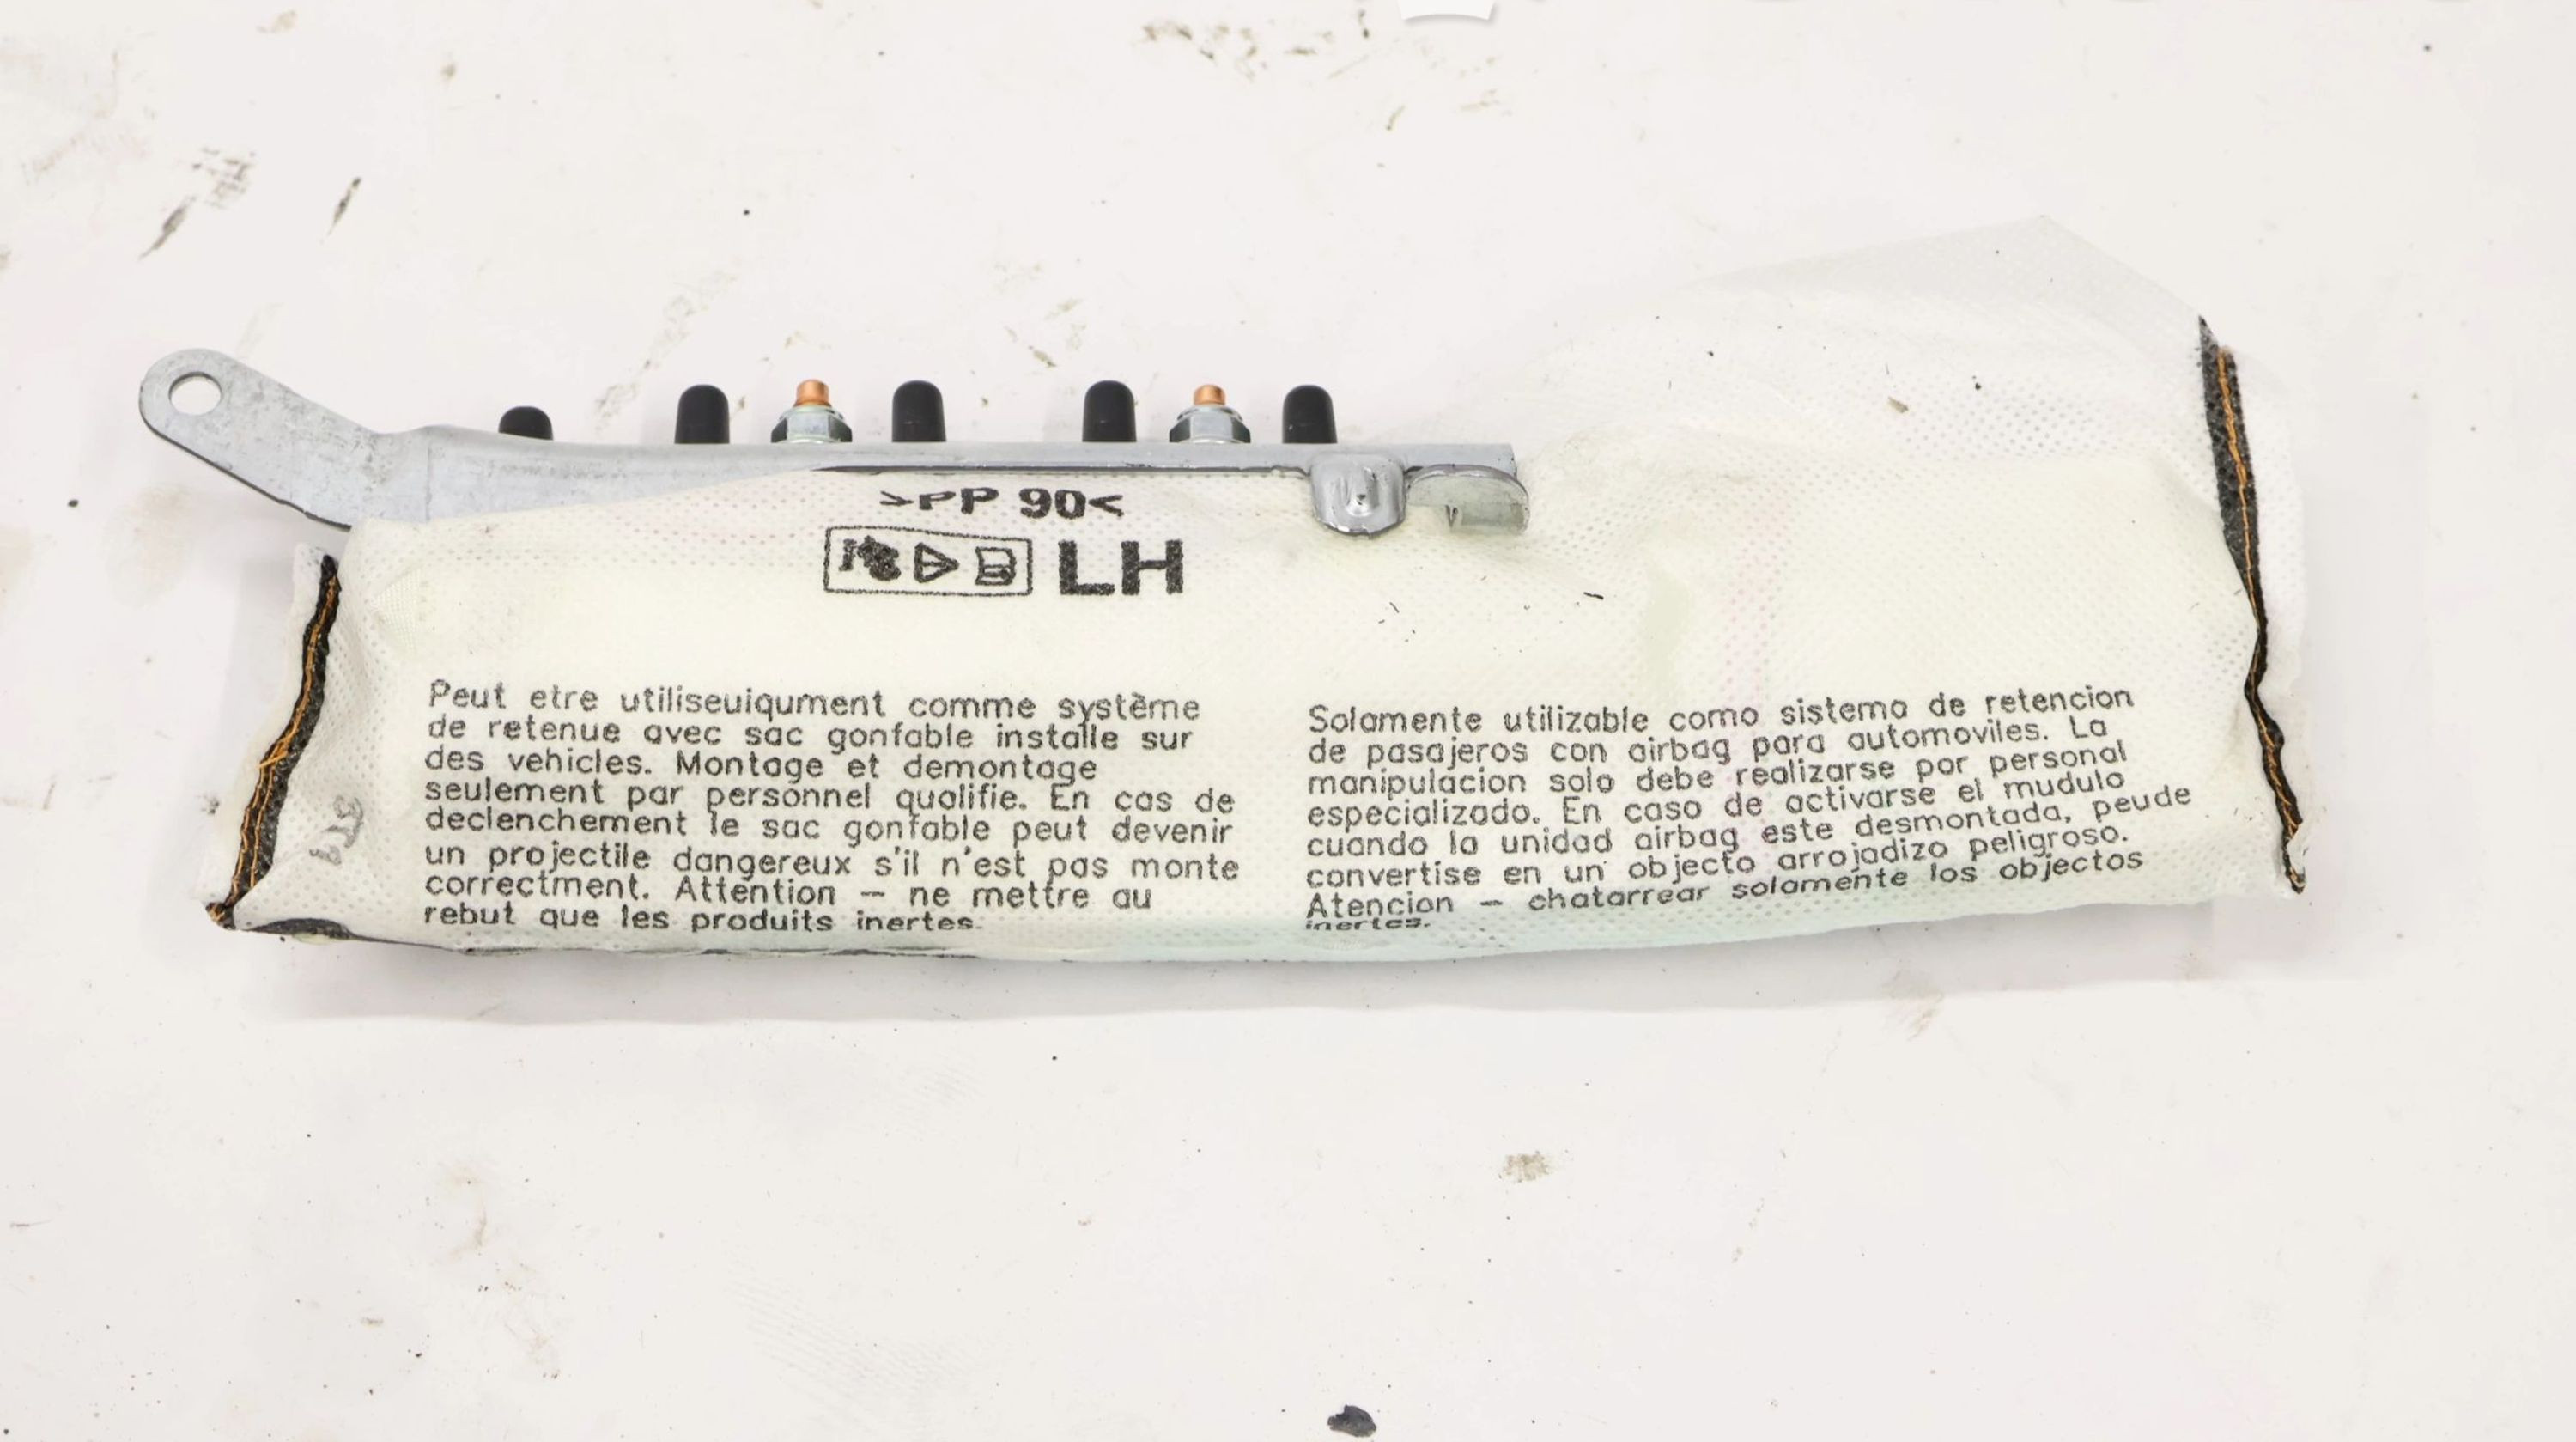 >PP 90<
LH
Peut etre utiliseuiqument comme système
de retenue avec sac gonfable installe sur
des vehicles. Montage et demontage
seulement par personnel qualifie. En cas de
declenchement le sac gonfable peut devenir
un projectile dangereux s'il n'est pas monte
correctment. Attention – ne mettre au
rebut que les produits inertes.
Solamente utilizable como sistema de retencion
de pasajeros con airbag para automoviles. La
manipulacion solo debe realizarse por personal
especializado. En caso de activarse el mudulo
cuando la unidad airbag este desmontada, peude
convertise en un objecto arrojadizo peligroso.
Atencion – chatarrear solamente los objectos
inertes.